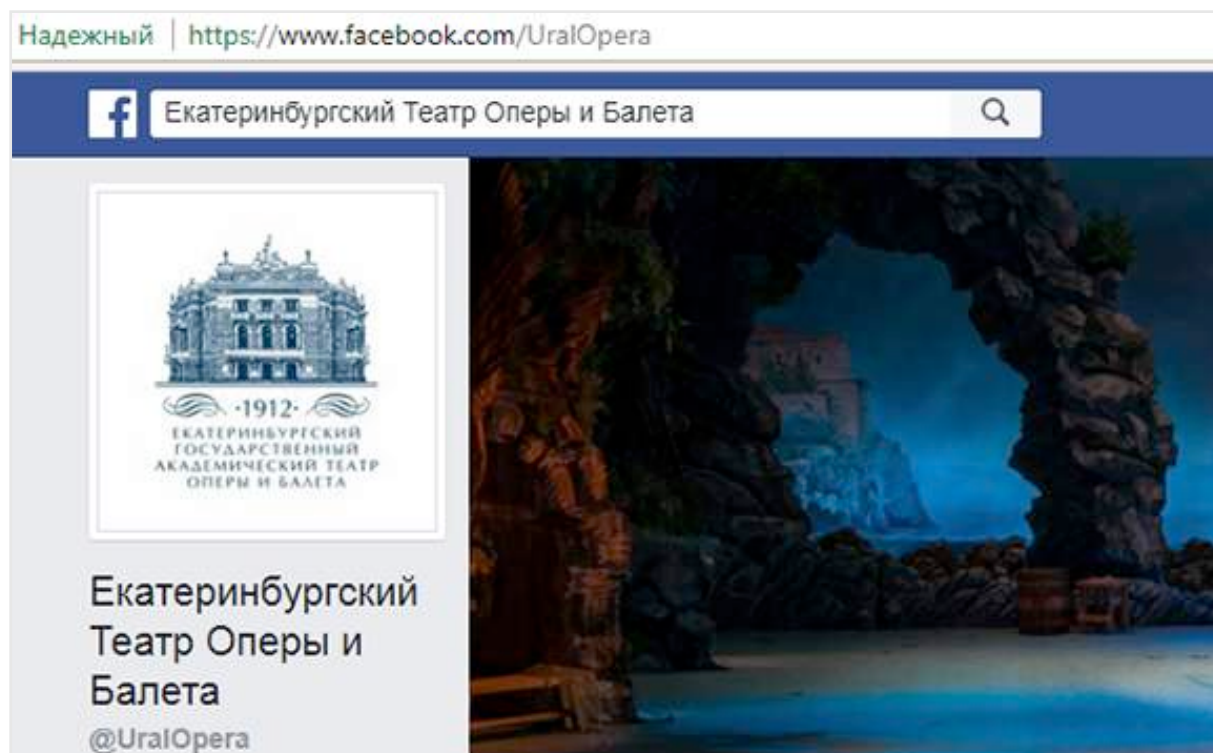 Надежный | https://www.facebook.com/UralOpera
f Екатеринбургский Театр Оперы и Балета
·1912·
ЕКАТЕРИНБУРГСКИЙ
ГОСУДАРСТВЕННЫЙ
АКАДЕМИЧЕСКИЙ ТЕАТР
ОПЕРЫ И БАЛЕТА
Екатеринбургский
Театр Оперы и
Балета
@UralOpera